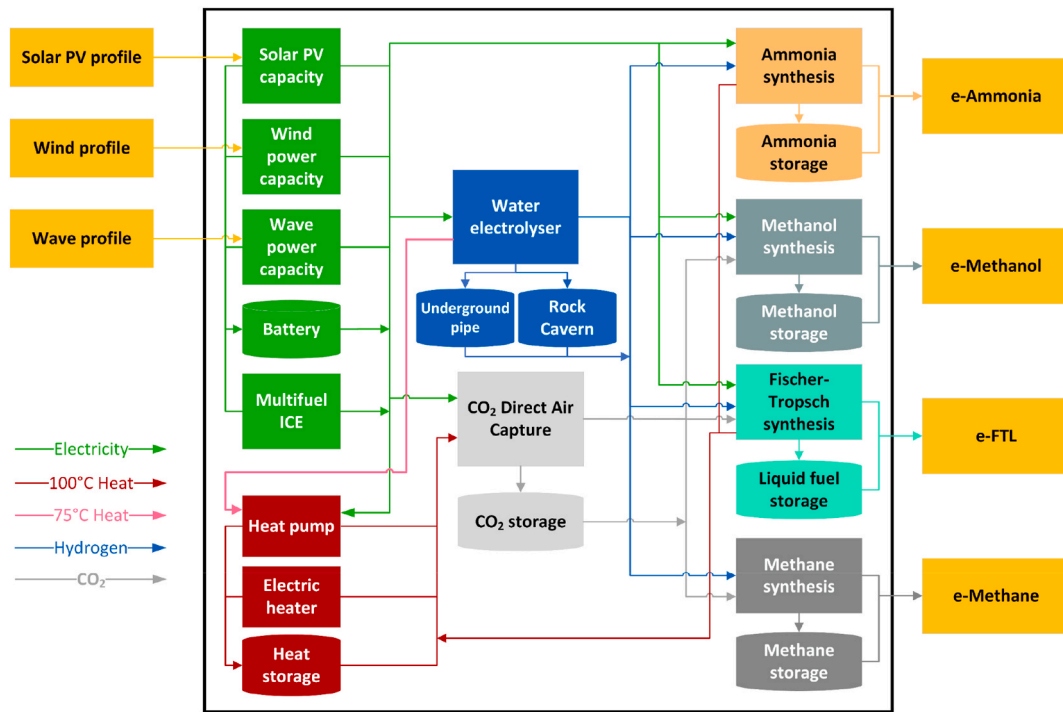 Solar PV profile
Wind profile
Wave profile
Solar PV
capacity
Wind
power
capacity
Wave
power
capacity
Battery
Multifuel
ICE
Heat pump
Electric
heater
Heat
storage
Electricity
100°C Heat
75°C Heat
Hydrogen
CO₂
Water
electrolyser
Underground
pipe
Rock
Cavern
CO₂ Direct Air
Capture
CO₂ storage
Ammonia
synthesis
Ammonia
storage
Methanol
synthesis
Methanol
storage
Fischer-
Tropsch
synthesis
Liquid fuel
storage
Methane
synthesis
Methane
storage
e-Ammonia
e-Methanol
e-FTL
e-Methane